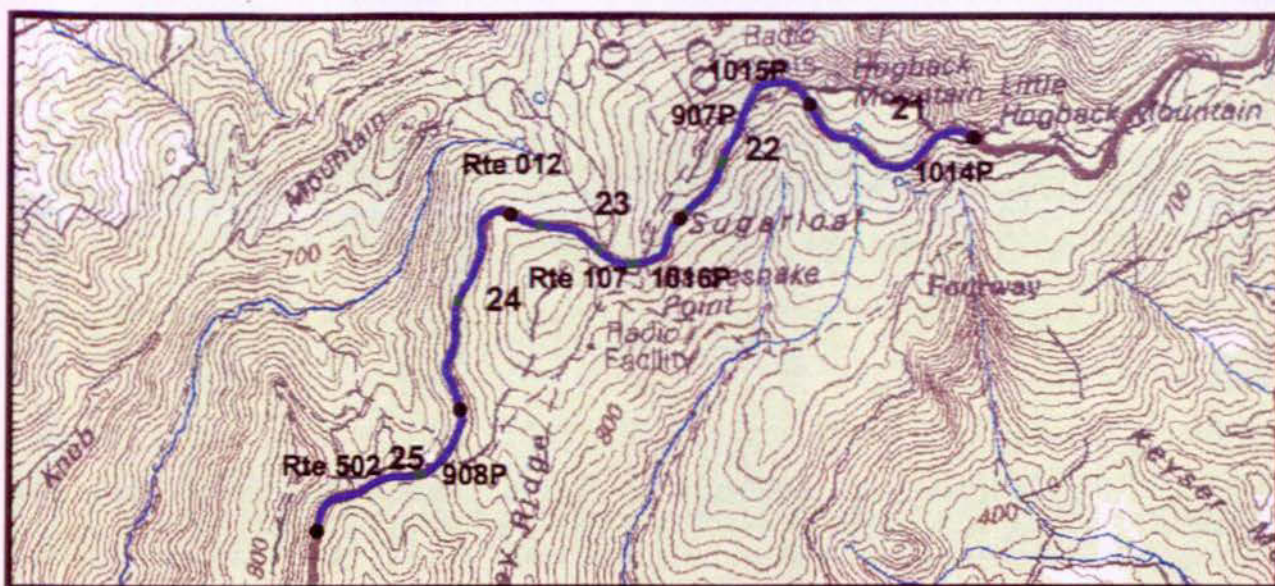 Radio
1015P
Hogback
Mountain
Little
Hogback Mountain
21
907P
22
1014P
Mountain
Rte 012
23
Sugarloaf
700
700
Rte 107
1016P
Point
Fourway
24
Radio
Facility
Knob
800
Rte 502
25
908P
Ridge
Keyser
400
800